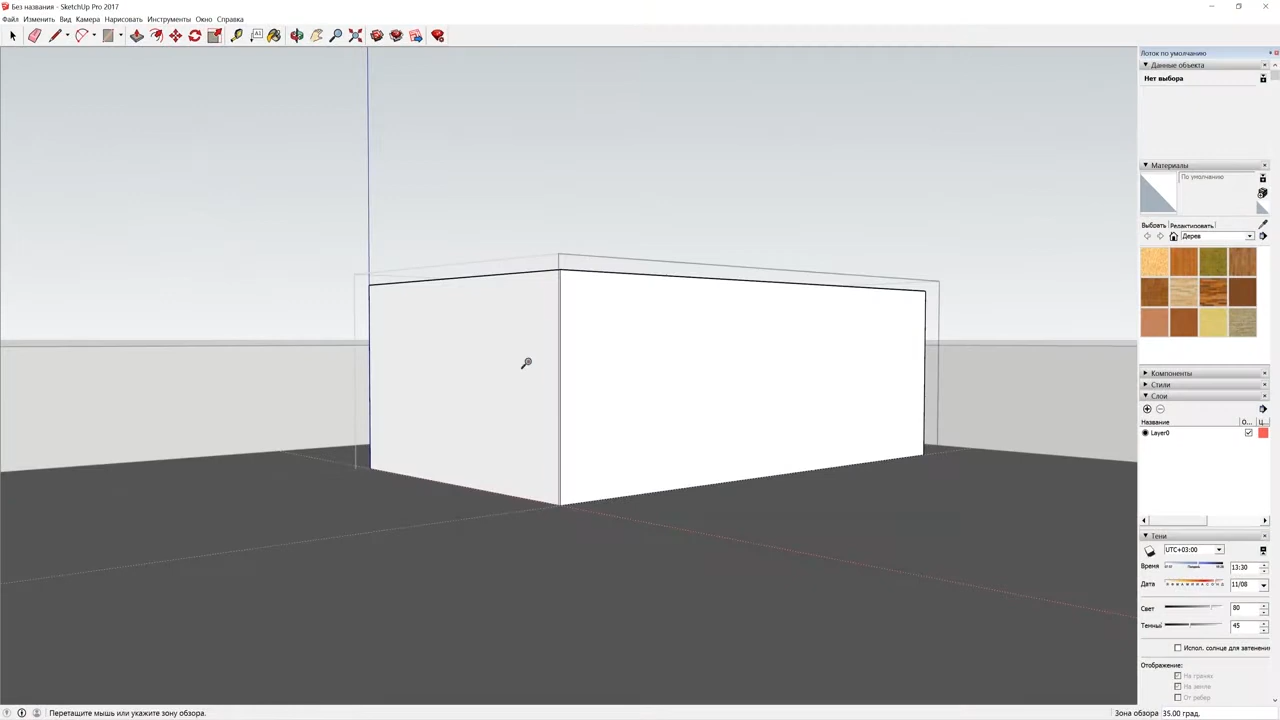 Без названия - SketchUp Pro 2017
Файл Изменить Вид Камера Нарисовать Инструменты Окно Справка
Лоток по умолчанию
Данные объекта
Нет выбора
Материалы
По умолчанию
Выбрать Редактировать
Дерев
Компоненты
Стили
Слои
Название О... Ц
Layer0
Тени
UTC+03:00
Время 13:30
Дата 11/08
Свет 80
Темный 45
Испол. солнце для затенени
Отображение:
На гранях
На земле
От ребер
Перетащите мышь или укажите зону обзора.
Зона обзора 35.00 град.